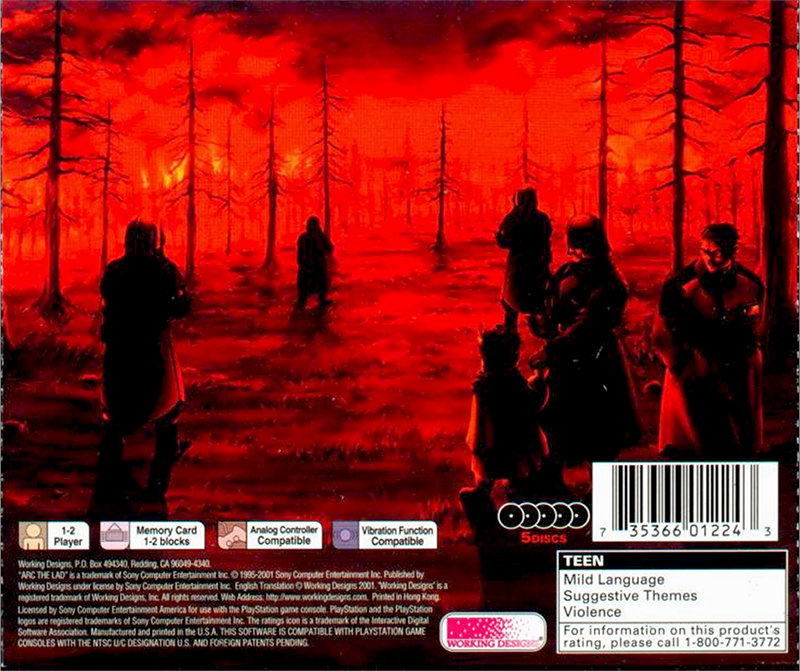 1-2
Player
Memory Card
1-2 blocks
Analog Controller
Compatible
Vibration Function
Compatible
5 DISCS
7 35366 01224 3
Working Designs, P.O. Box 494340, Redding, CA 96049-4340.
"ARC THE LAD" is a trademark of Sony Computer Entertainment Inc. © 1995-2001 Sony Computer Entertainment Inc. Published by
Working Designs under license by Sony Computer Entertainment Inc. English Translation © Working Designs 2001. "Working Designs" is a
registered trademark of Working Designs, Inc. All rights reserved. Web Address: http://www.workingdesigns.com. Printed in Hong Kong.
Licensed by Sony Computer Entertainment America for use with the PlayStation game console. PlayStation and the PlayStation
logos are registered trademarks of Sony Computer Entertainment Inc. The ratings icon is a trademark of the Interactive Digital
Software Association. Manufactured and printed in the U.S.A. THIS SOFTWARE IS COMPATIBLE WITH PLAYSTATION GAME
CONSOLES WITH THE NTSC U/C DESIGNATION U.S. AND FOREIGN PATENTS PENDING.
WORKING DESIGNS®
TEEN
Mild Language
Suggestive Themes
Violence
For information on this product's
rating, please call 1-800-771-3772